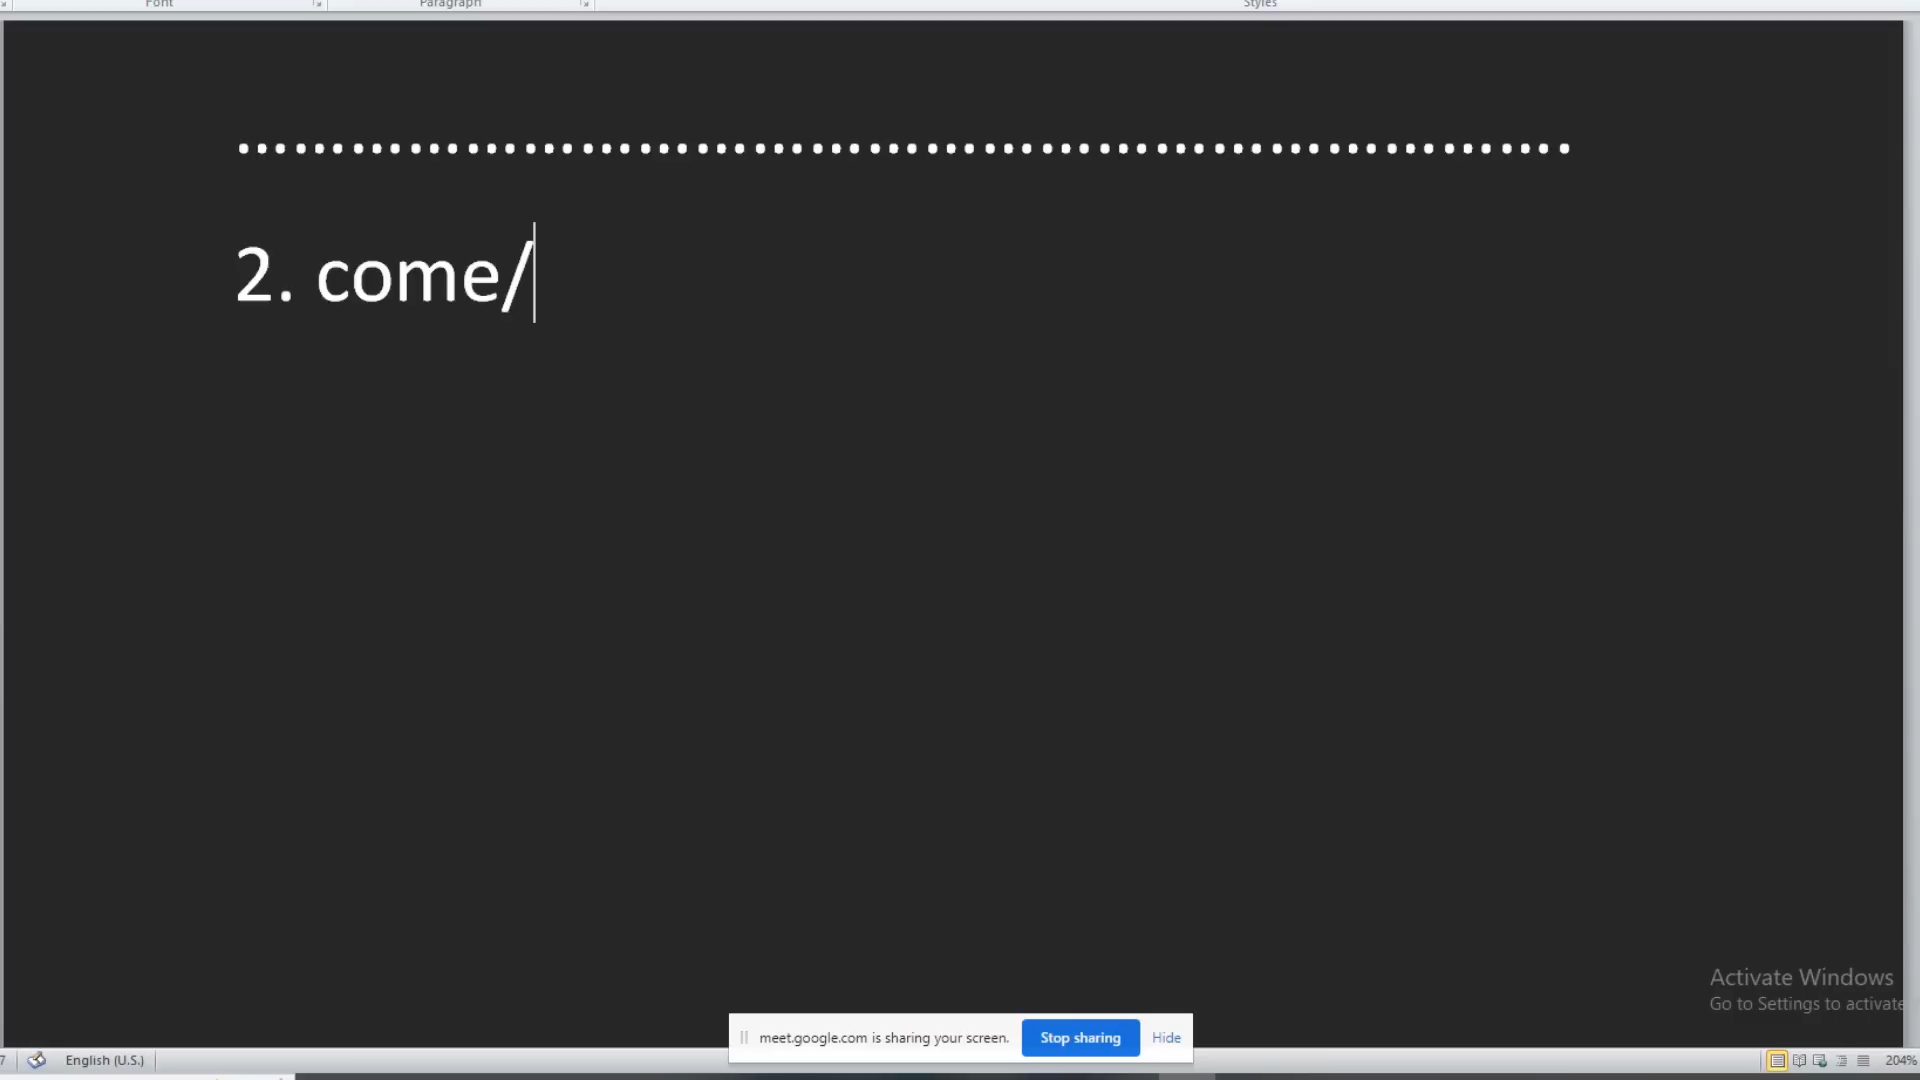 Font Paragraph Styles
......................................................................
2. come/
Activate Windows
Go to Settings to activate
meet.google.com is sharing your screen. Stop sharing Hide
7 English (U.S.) 204%